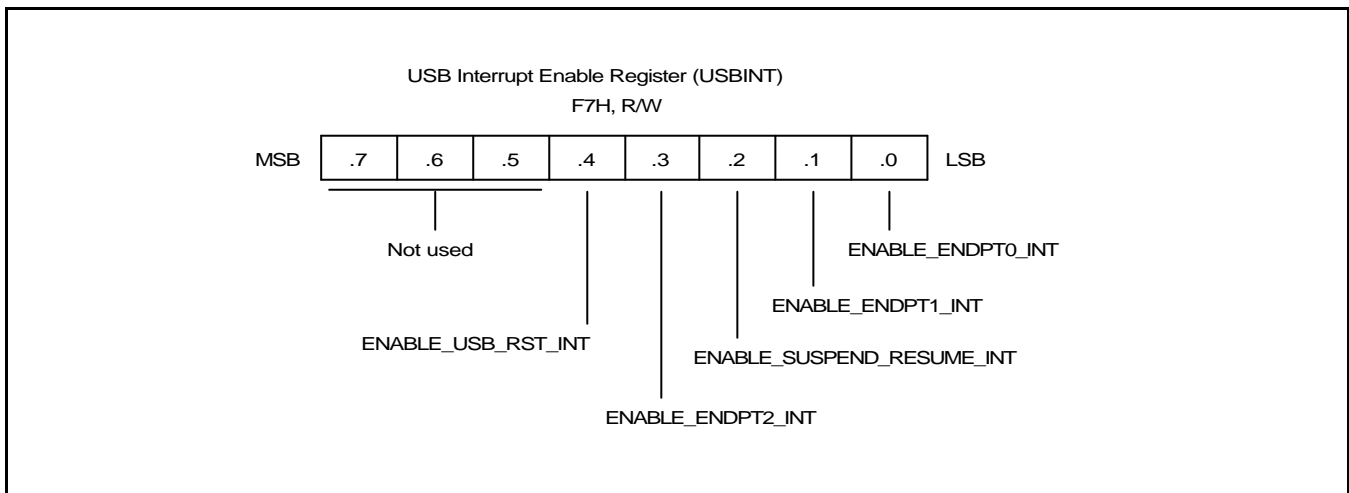 USB Interrupt Enable Register (USBINT)
F7H, R/W
MSB .7 .6 .5 .4 .3 .2 .1 .0 LSB
Not used
ENABLE_ENDPT0_INT
ENABLE_ENDPT1_INT
ENABLE_USB_RST_INT
ENABLE_SUSPEND_RESUME_INT
ENABLE_ENDPT2_INT